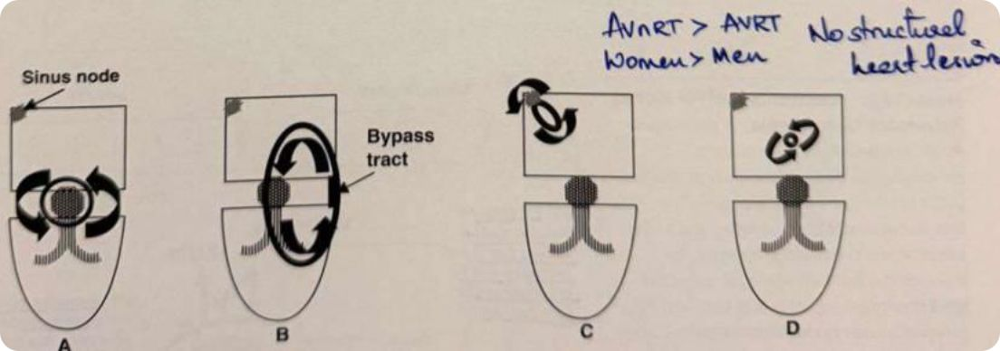 AVNRT > AVRT
Women > Men
No structural
heart lesion
Sinus node
Bypass
tract
A
B
C
D